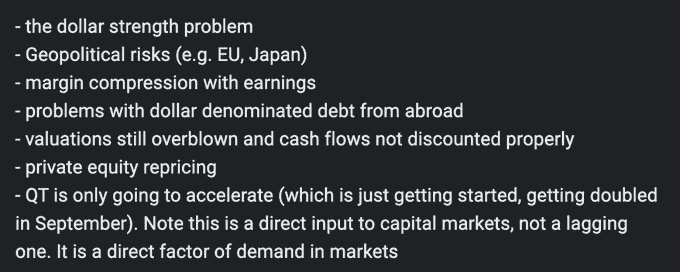 - the dollar strength problem
- Geopolitical risks (e.g. EU, Japan)
- margin compression with earnings
- problems with dollar denominated debt from abroad
- valuations still overblown and cash flows not discounted properly
- private equity repricing
- QT is only going to accelerate (which is just getting started, getting doubled
in September). Note this is a direct input to capital markets, not a lagging
one. It is a direct factor of demand in markets